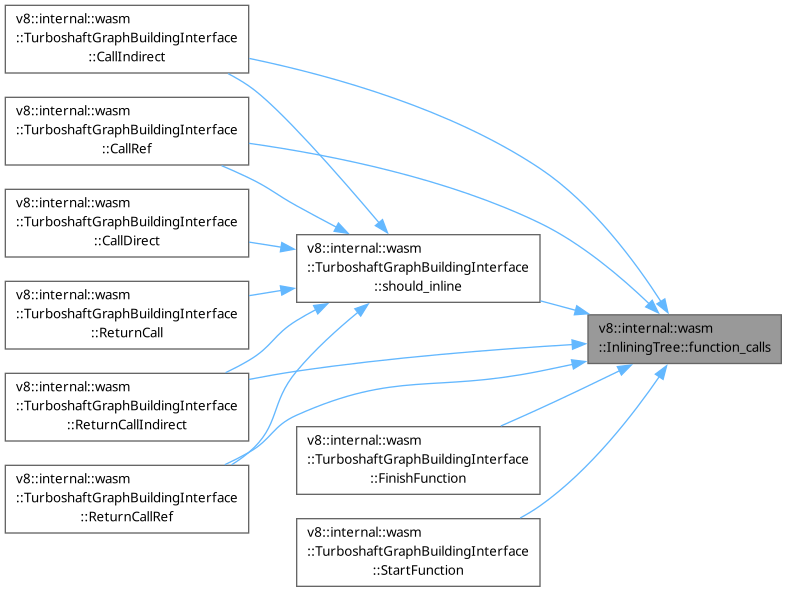 v8::internal::wasm
::TurboshaftGraphBuildingInterface
::CallIndirect
v8::internal::wasm
::TurboshaftGraphBuildingInterface
::CallRef
v8::internal::wasm
::TurboshaftGraphBuildingInterface
::CallDirect
v8::internal::wasm
::TurboshaftGraphBuildingInterface
::ReturnCall
v8::internal::wasm
::TurboshaftGraphBuildingInterface
::ReturnCallIndirect
v8::internal::wasm
::TurboshaftGraphBuildingInterface
::ReturnCallRef
v8::internal::wasm
::TurboshaftGraphBuildingInterface
::should_inline
v8::internal::wasm
::TurboshaftGraphBuildingInterface
::FinishFunction
v8::internal::wasm
::TurboshaftGraphBuildingInterface
::StartFunction
v8::internal::wasm
::InliningTree::function_calls